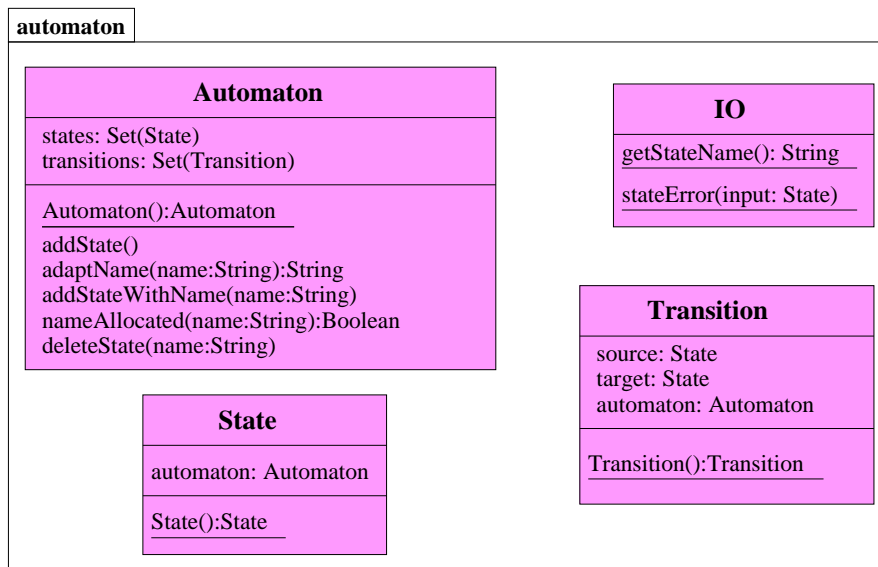 automaton
Automaton
states: Set(State)
transitions: Set(Transition)
Automaton():Automaton
addState()
adaptName(name:String):String
addStateWithName(name:String)
nameAllocated(name:String):Boolean
deleteState(name:String)
IO
getStateName(): String
stateError(input: State)
Transition
source: State
target: State
automaton: Automaton
Transition():Transition
State
automaton: Automaton
State():State